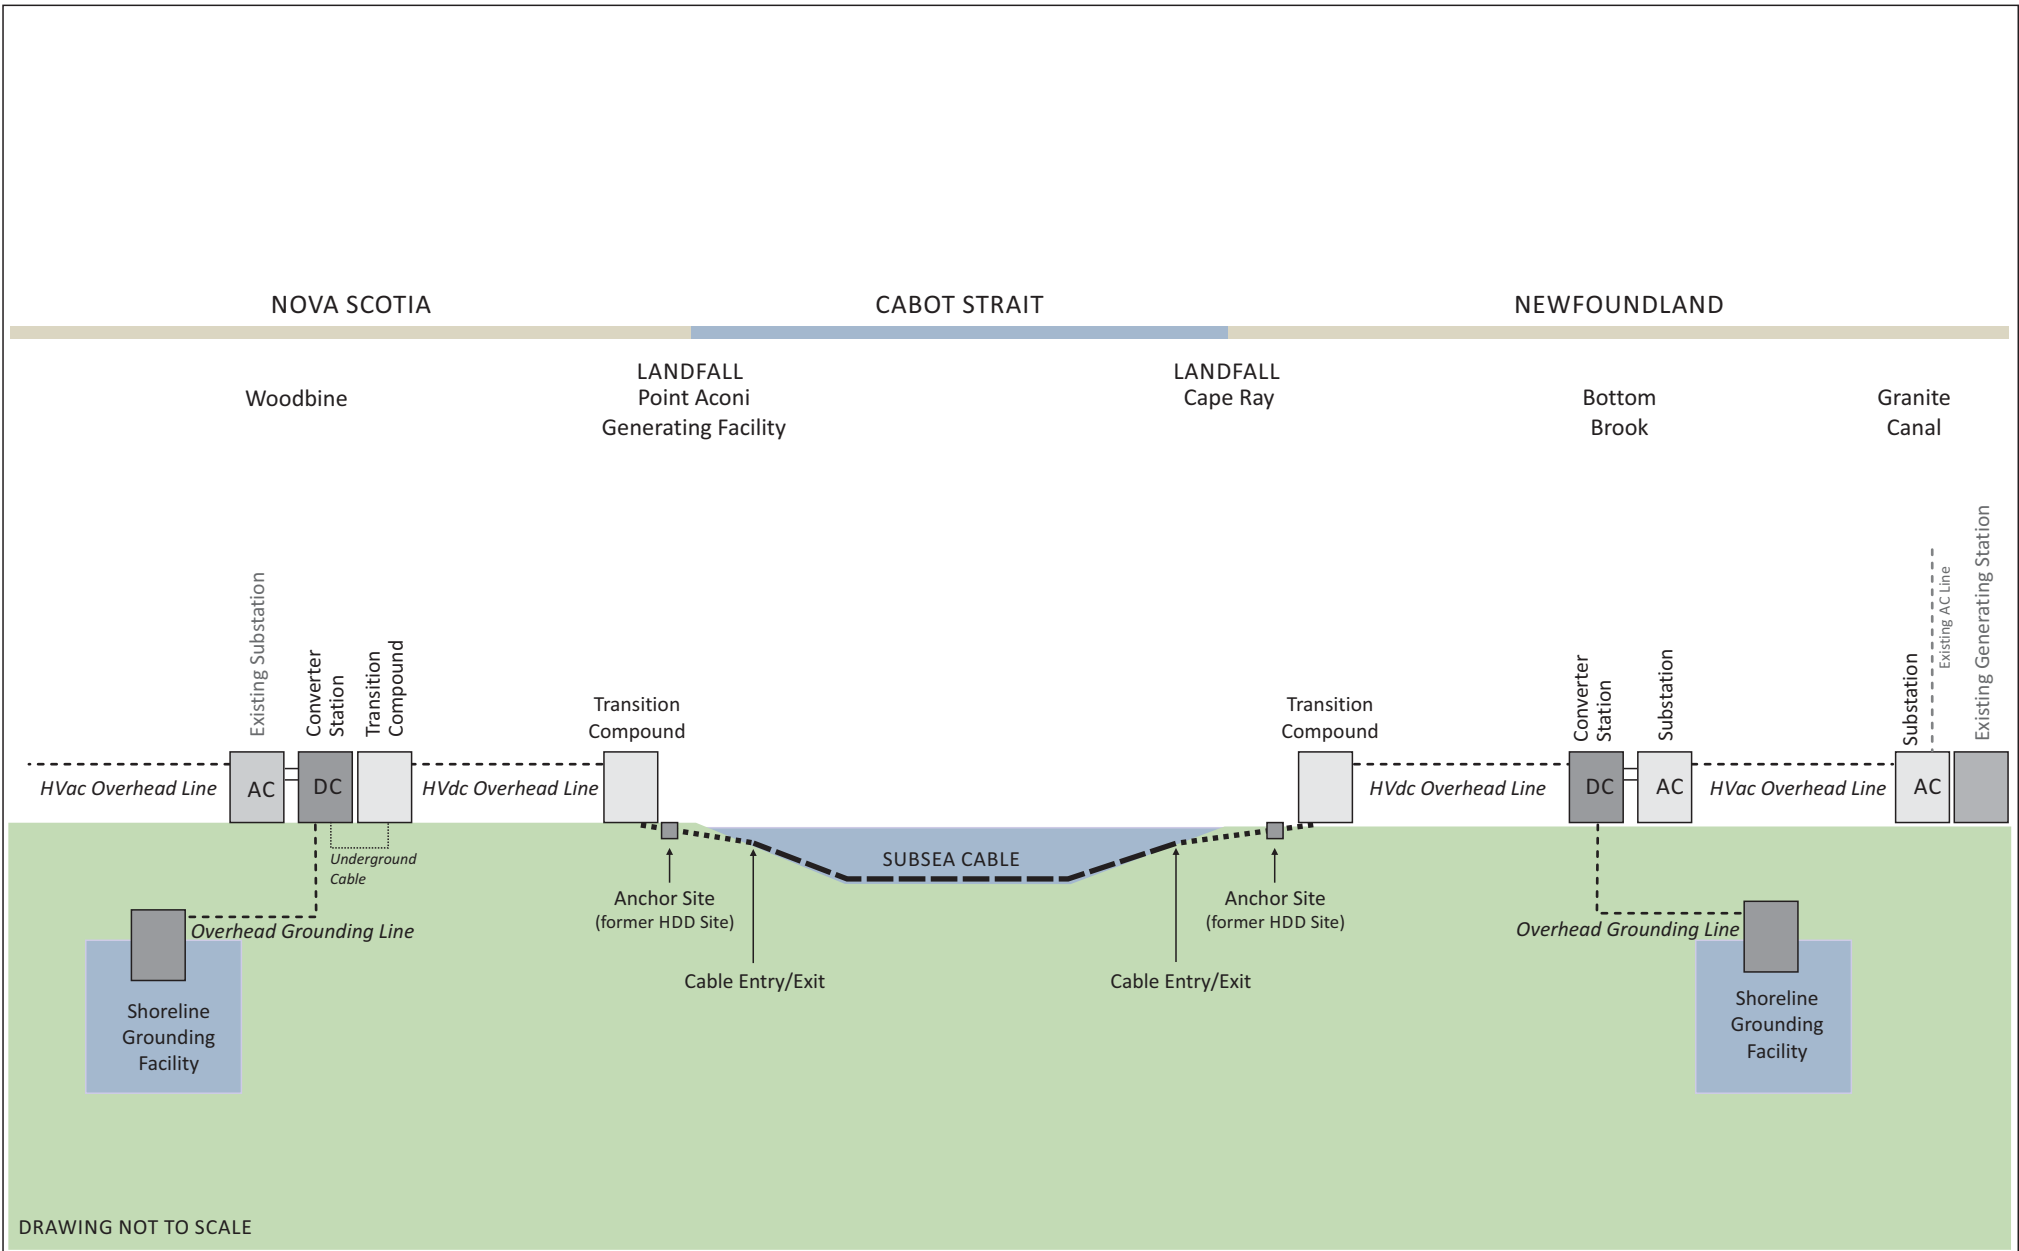 NOVA SCOTIA
CABOT STRAIT
NEWFOUNDLAND
Woodbine
LANDFALL
Point Aconi
Generating Facility
LANDFALL
Cape Ray
Bottom
Brook
Granite
Canal
Existing Substation
Converter
Station
Transition
Compound
Transition
Compound
Transition
Compound
Converter
Station
Substation
Substation
Existing AC Line
Existing Generating Station
HVac Overhead Line
AC
DC
HVdc Overhead Line
HVdc Overhead Line
DC
AC
HVac Overhead Line
AC
Underground
Cable
SUBSEA CABLE
Anchor Site
(former HDD Site)
Anchor Site
(former HDD Site)
Overhead Grounding Line
Overhead Grounding Line
Cable Entry/Exit
Cable Entry/Exit
Shoreline
Grounding
Facility
Shoreline
Grounding
Facility
DRAWING NOT TO SCALE